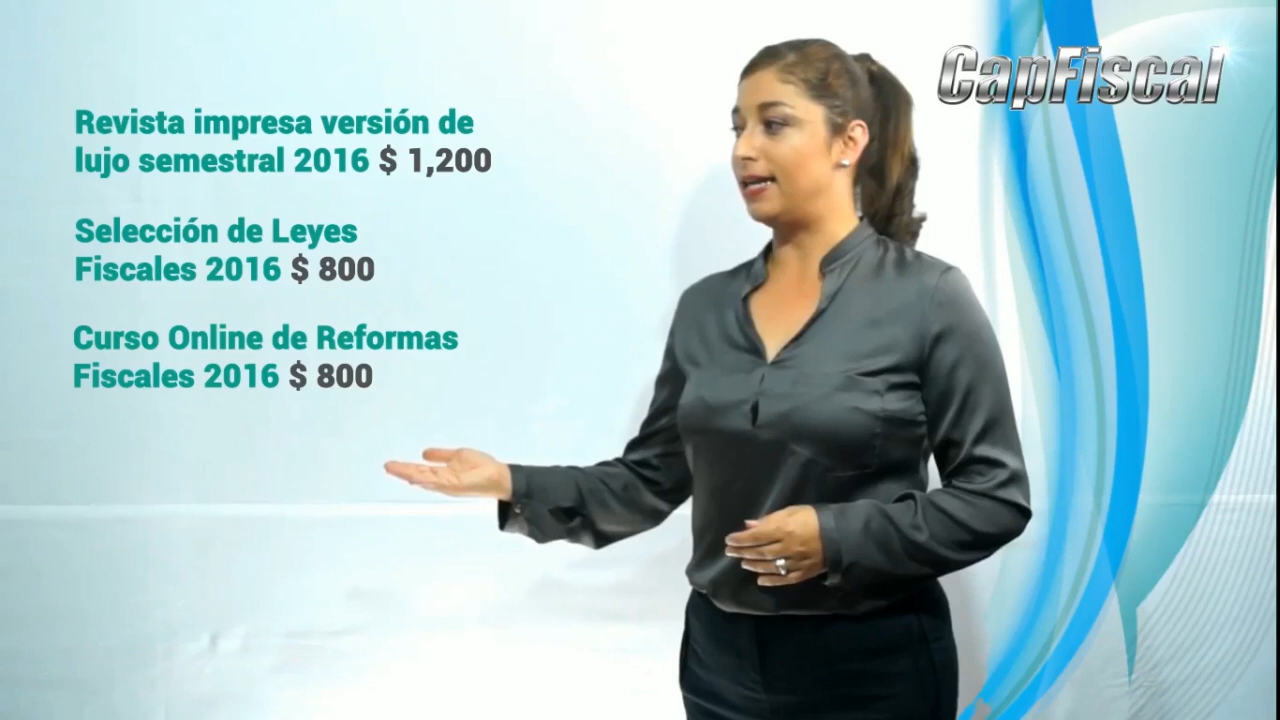 CapFiscal
Revista impresa versión de
lujo semestral 2016 $ 1,200
Selección de Leyes
Fiscales 2016 $ 800
Curso Online de Reformas
Fiscales 2016 $ 800